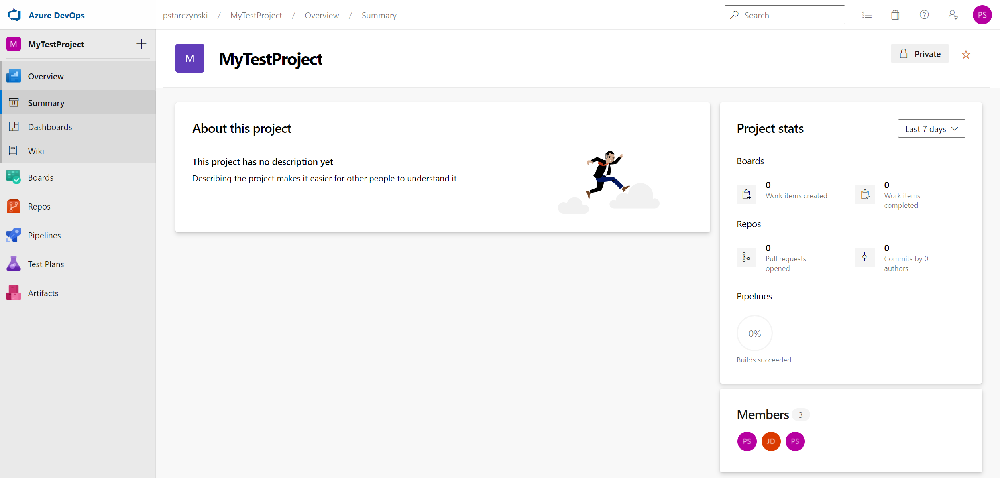 Azure DevOps
pstarczynski / MyTestProject / Overview / Summary
Search
PS
M MyTestProject
Overview
Summary
Dashboards
Wiki
Boards
Repos
Pipelines
Test Plans
Artifacts
M MyTestProject
Private
About this project
This project has no description yet
Describing the project makes it easier for other people to understand it.
Project stats
Last 7 days
Boards
0
Work items created
0
Work items
completed
Repos
0
Pull requests
opened
0
Commits by 0
authors
Pipelines
0%
Builds succeeded
Members 3
PS JD PS